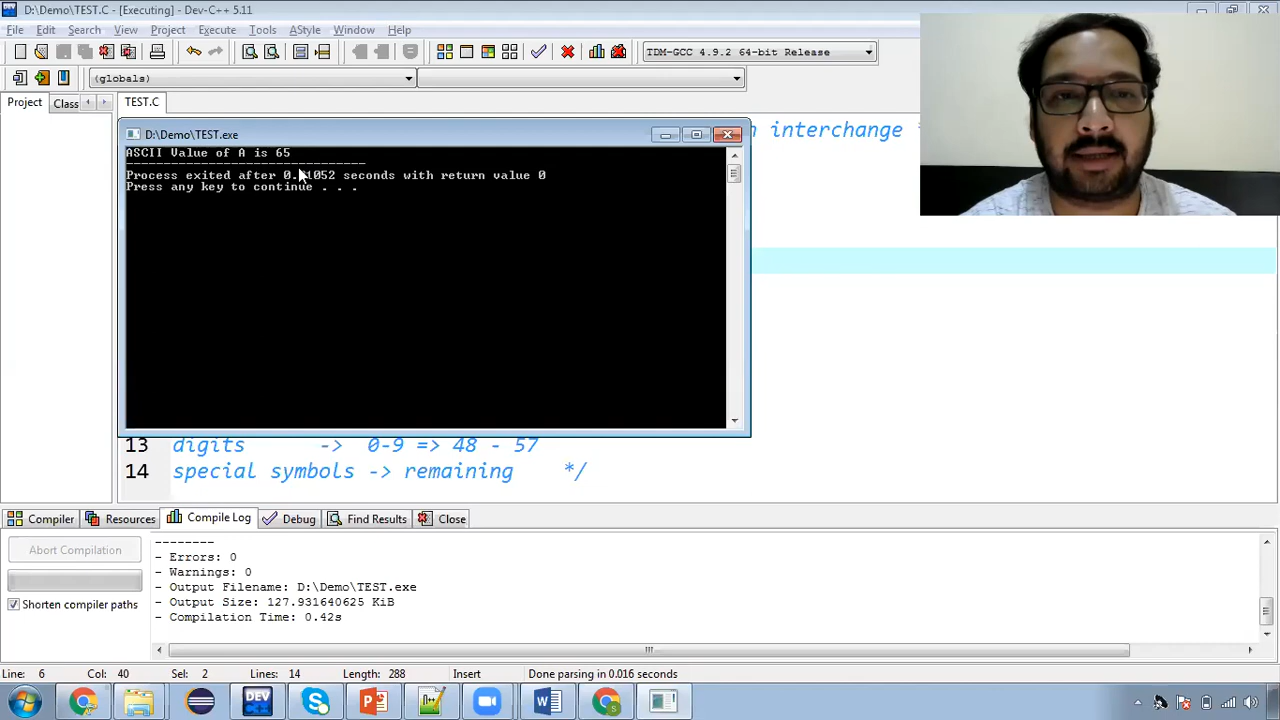 D:\Demo\TEST.C - [Executing] - Dev-C++ 5.11
File Edit Search View Project Execute Tools AStyle Window Help
TDM-GCC 4.9.2 64-bit Release
(globals)
Project Class
TEST.C
n interchange
D:\Demo\TEST.exe
ASCII Value of A is 65
--------------------------------
Process exited after seconds with return value 0
Press any key to continue . . .
13 digits -> 0-9 => 48 - 57
14 special symbols -> remaining */
Compiler Resources Compile Log Debug Find Results Close
Abort Compilation
Shorten compiler paths
--------
- Errors: 0
- Warnings: 0
- Output Filename: D:\Demo\TEST.exe
- Output Size: 127.931640625 KiB
- Compilation Time: 0.42s
Line: 6 Col: 40 Sel: 2 Lines: 14 Length: 288 Insert Done parsing in 0.016 seconds
DEV